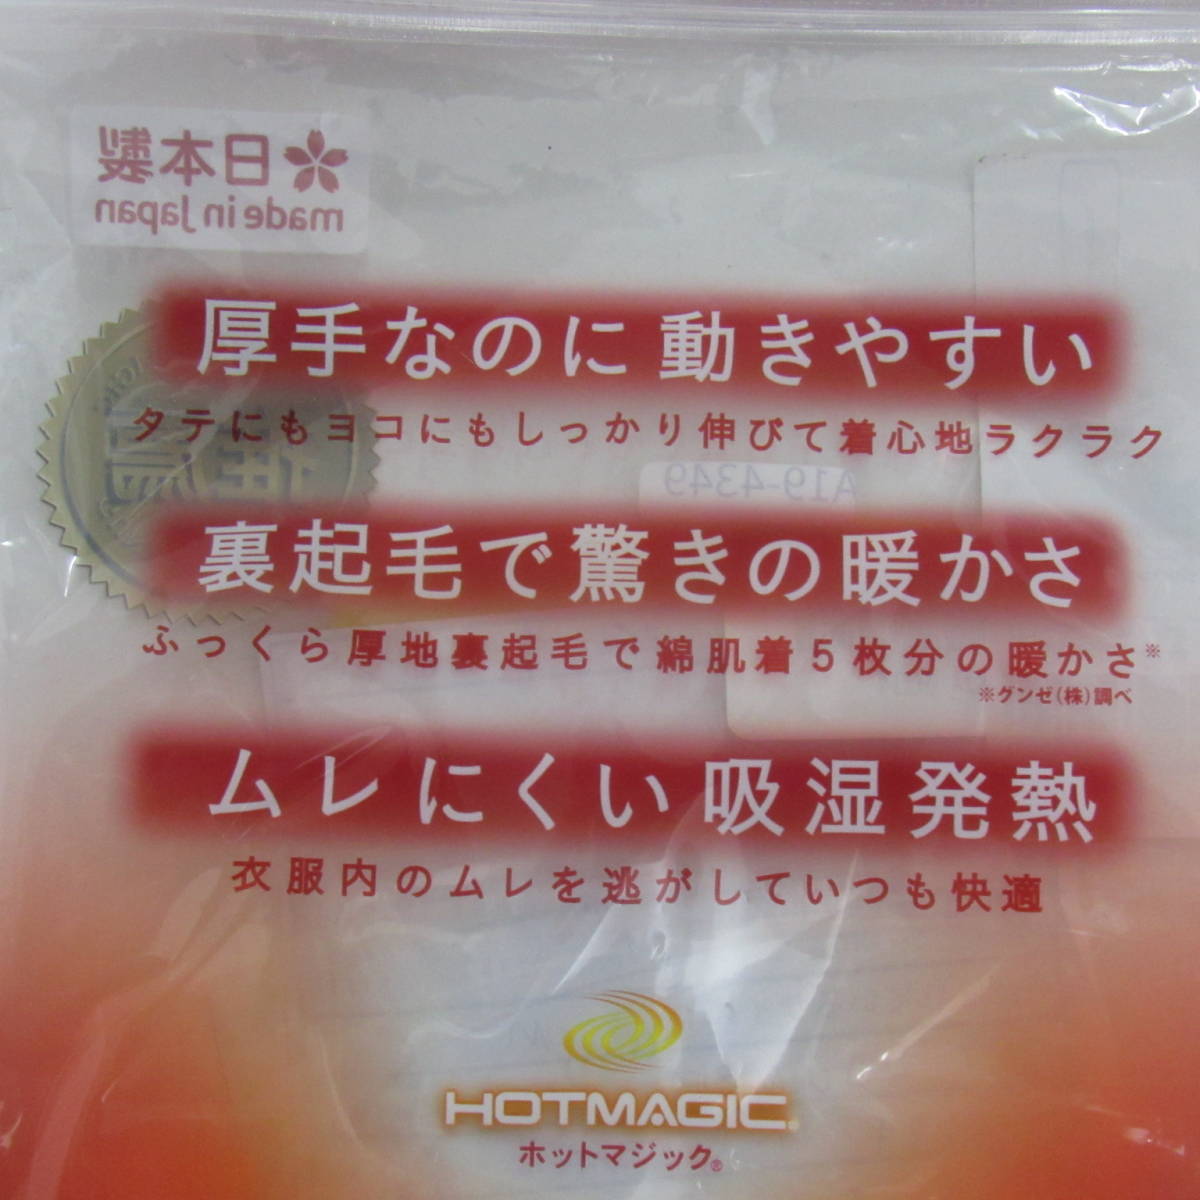 日本製
made in Japan
厚手なのに 動きやすい
タテにもヨコにもしっかり伸びて着心地ラクラク
A19-4349
裏起毛で驚きの暖かさ
ふっくら厚地裏起毛で綿肌着5枚分の暖かさ※
※グンゼ(株)調べ
ムレにくい吸湿発熱
衣服内のムレを逃がしていつも快適
HOTMAGIC®
ホットマジック®